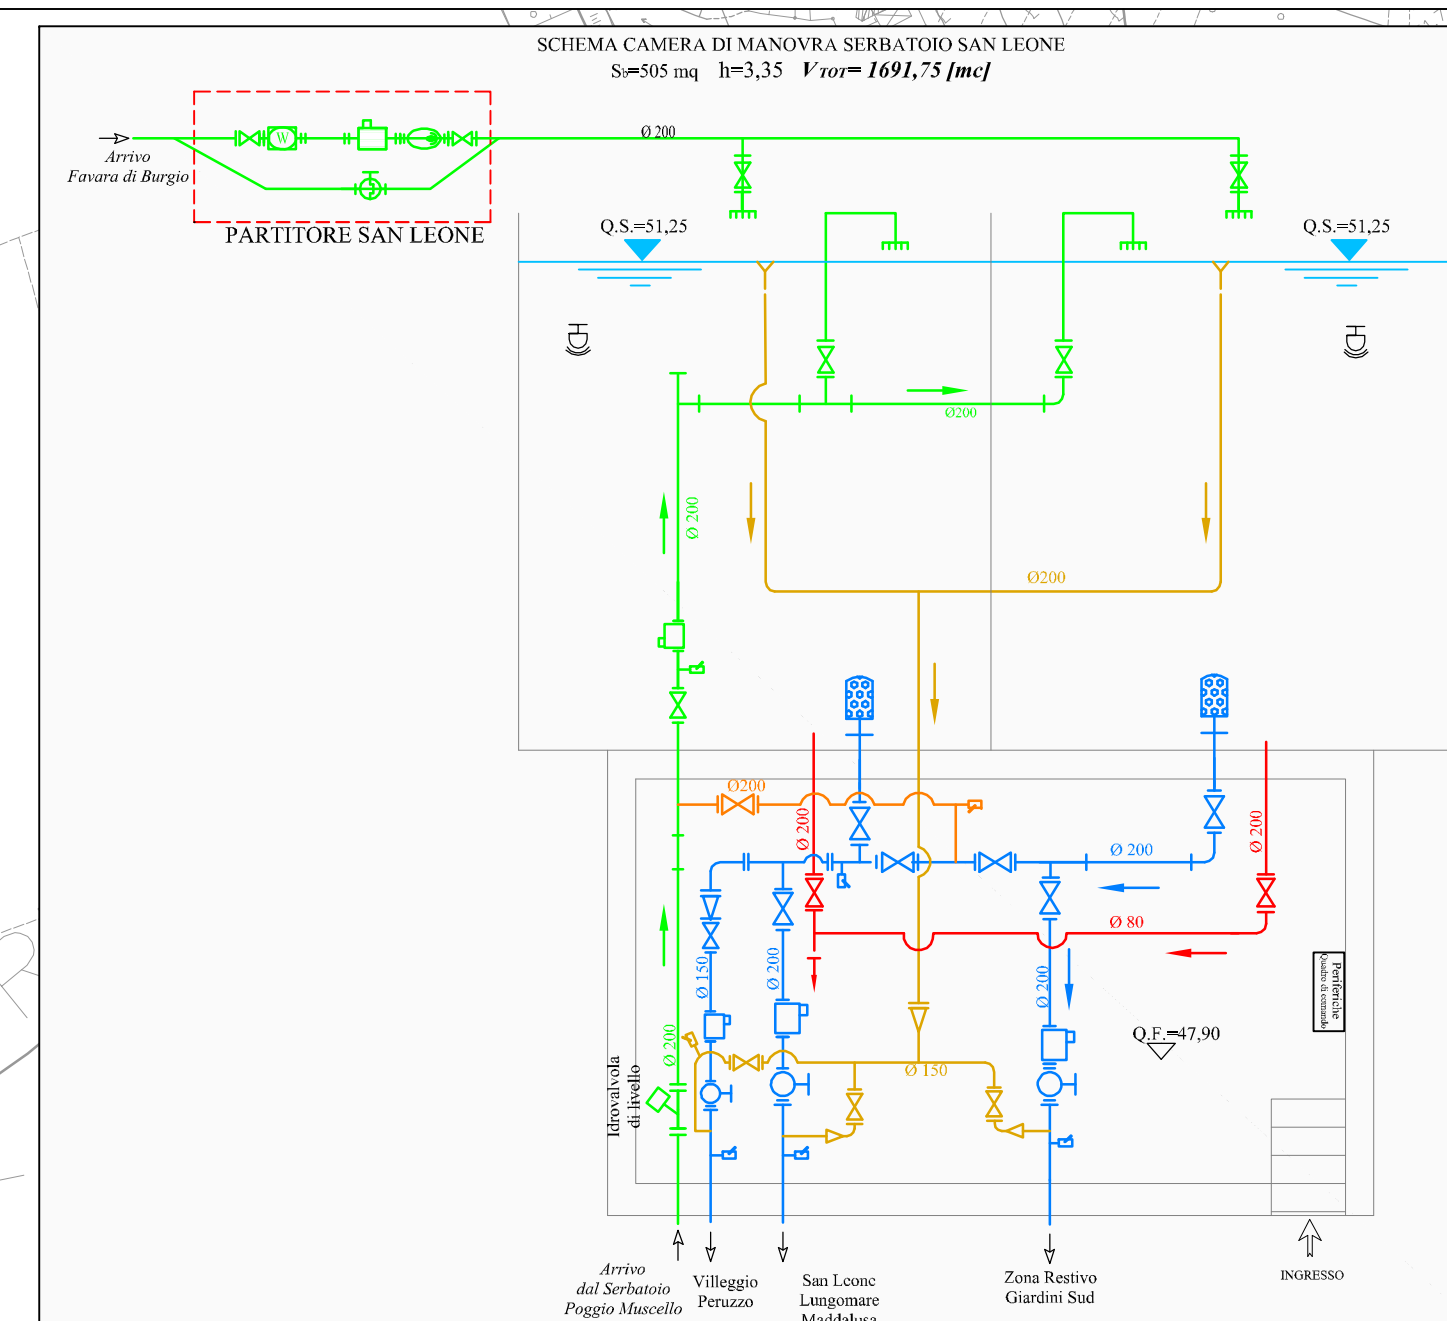 SCHEMA CAMERA DI MANOVRA SERBATOIO SAN LEONE
Sb=505 mq h=3,35 VTOT= 1691,75 [mc]
W
Ø 200
Arrivo
Favara di Burgio
PARTITORE SAN LEONE
Q.S.=51,25
Q.S.=51,25
Ø200
Ø 200
Ø200
Ø200
Ø 200
Ø 200
Ø 200
Ø 80
Ø 150
Ø 200
Ø 200
Periferiche
Quadro di comando
Q.F.=47,90
Ø 200
Ø 150
Idrovalvola
di livello
Arrivo
dal Serbatoio
Poggio Muscello
Villeggio
Peruzzo
San Leone
Lungomare
Maddalusa
Zona Restivo
Giardini Sud
INGRESSO